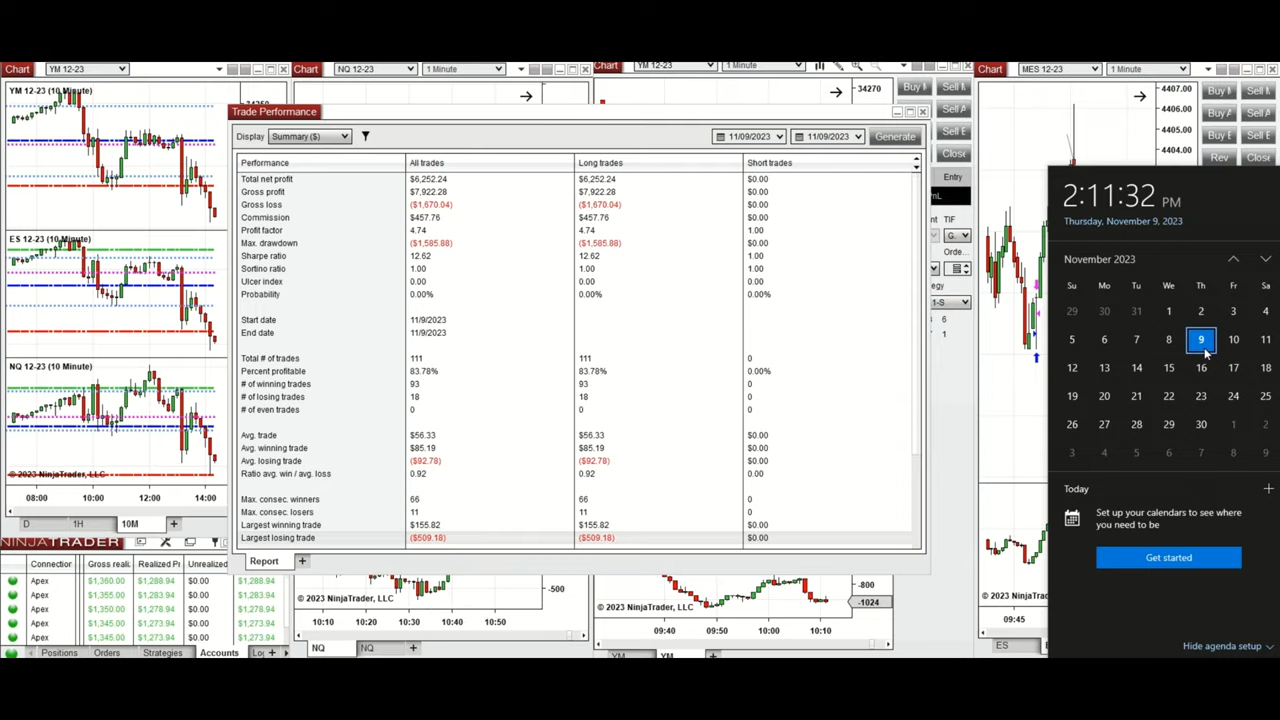 Chart YM 12-23
YM 12-23 (10 Minute)
ES 12-23 (10 Minute)
NQ 12-23 (10 Minute)
© 2023 NinjaTrader, LLC
08:00 10:00 12:00 14:00
D 1H 10M +
Chart NQ 12-23 1 Minute
Chart YM 12-23 1 Minute
34270
Chart MES 12-23 1 Minute
4407.00
4406.00
4405.00
4404.00
Trade Performance
Display Summary ($) 11/09/2023 11/09/2023 Generate
Performance All trades Long trades Short trades
Total net profit $6,252.24 $6,252.24 $0.00
Gross profit $7,922.28 $7,922.28 $0.00
Gross loss ($1,670.04) ($1,670.04) $0.00
Commission $457.76 $457.76 $0.00
Profit factor 4.74 4.74 1.00
Max. drawdown ($1,585.88) ($1,585.88) $0.00
Sharpe ratio 12.62 12.62 1.00
Sortino ratio 1.00 1.00 1.00
Ulcer index 0.00 0.00 0.00
Probability 0.00% 0.00% 0.00%
Start date 11/9/2023
End date 11/9/2023
Total # of trades 111 111 0
Percent profitable 83.78% 83.78% 0.00%
# of winning trades 93 93 0
# of losing trades 18 18 0
# of even trades 0 0 0
Avg. trade $56.33 $56.33 $0.00
Avg. winning trade $85.19 $85.19 $0.00
Avg. losing trade ($92.78) ($92.78) $0.00
Ratio avg. win / avg. loss 0.92 0.92 0.00
Max. consec. winners 66 66 0
Max. consec. losers 11 11 0
Largest winning trade $155.82 $155.82 $0.00
Largest losing trade ($509.18) ($509.18) $0.00
Report +
Entry
TIF
G.
Orde..
1-S
6
1
Rev
2:11:32 PM
Thursday, November 9, 2023
November 2023
Su Mo Tu We Th Fr Sa
29 30 31 1 2 3 4
5 6 7 8 9 10 11
12 13 14 15 16 17 18
19 20 21 22 23 24 25
26 27 28 29 30 1 2
3 4 5 6 7 8 9
Today +
Set up your calendars to see where
you need to be
Get started
Hide agenda setup
NINJATRADER
Connection Gross real Realized Pr Unrealized
Apex $1,360.00 $1,288.94 $0.00 $1,288.94
Apex $1,355.00 $1,283.94 $0.00 $1,283.94
Apex $1,350.00 $1,278.94 $0.00 $1,278.94
Apex $1,345.00 $1,273.94 $0.00 $1,273.94
Apex $1,345.00 $1,273.94 $0.00 $1,273.94
Positions Orders Strategies Accounts Lo +
-500
© 2023 NinjaTrader, LLC
10:10 10:20 10:30 10:40 10:50
NQ NQ +
-800
-1024
© 2023 NinjaTrader, LLC
09:40 09:50 10:00 10:10
YM YM +
09:45
ES